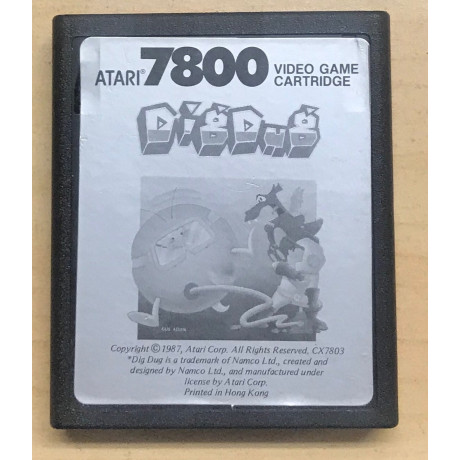 ATARI® 7800 VIDEO GAME
CARTRIDGE
DiGDuG
Copyright © 1987, Atari Corp. All Rights Reserved, CX7803
*Dig Dug is a trademark of Namco Ltd., created and
designed by Namco Ltd., and manufactured under
license by Atari Corp.
Printed in Hong Kong